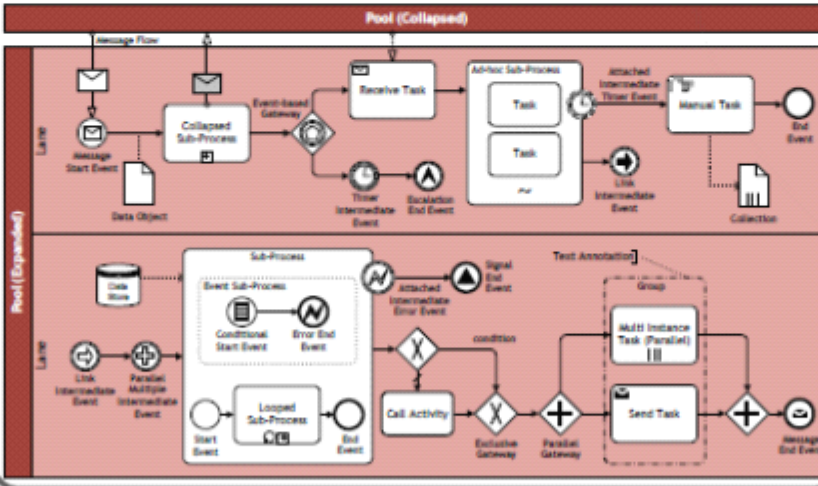 Pool (Collapsed)
Message Flow
Pool (Expanded)
Lane
Message
Start Event
Data Object
Collapsed
Sub-Process
Event-based
Gateway
Receive Task
Timer
Intermediate
Event
Escalation
End Event
Ad-hoc Sub-Process
Task
Task
Attached
Intermediate
Timer Event
Link
Intermediate
Event
Manual Task
End
Event
Collection
Lane
Data
Store
Link
Intermediate
Event
Parallel
Multiple
Intermediate
Event
Sub-Process
Event Sub-Process
Conditional
Start Event
Error End
Event
Start
Event
Looped
Sub-Process
End
Event
Attached
Intermediate
Error Event
Signal
End
Event
condition
Call Activity
Exclusive
Gateway
Parallel
Gateway
Text Annotation
Group
Multi Instance
Task (Parallel)
Send Task
Message
End Event